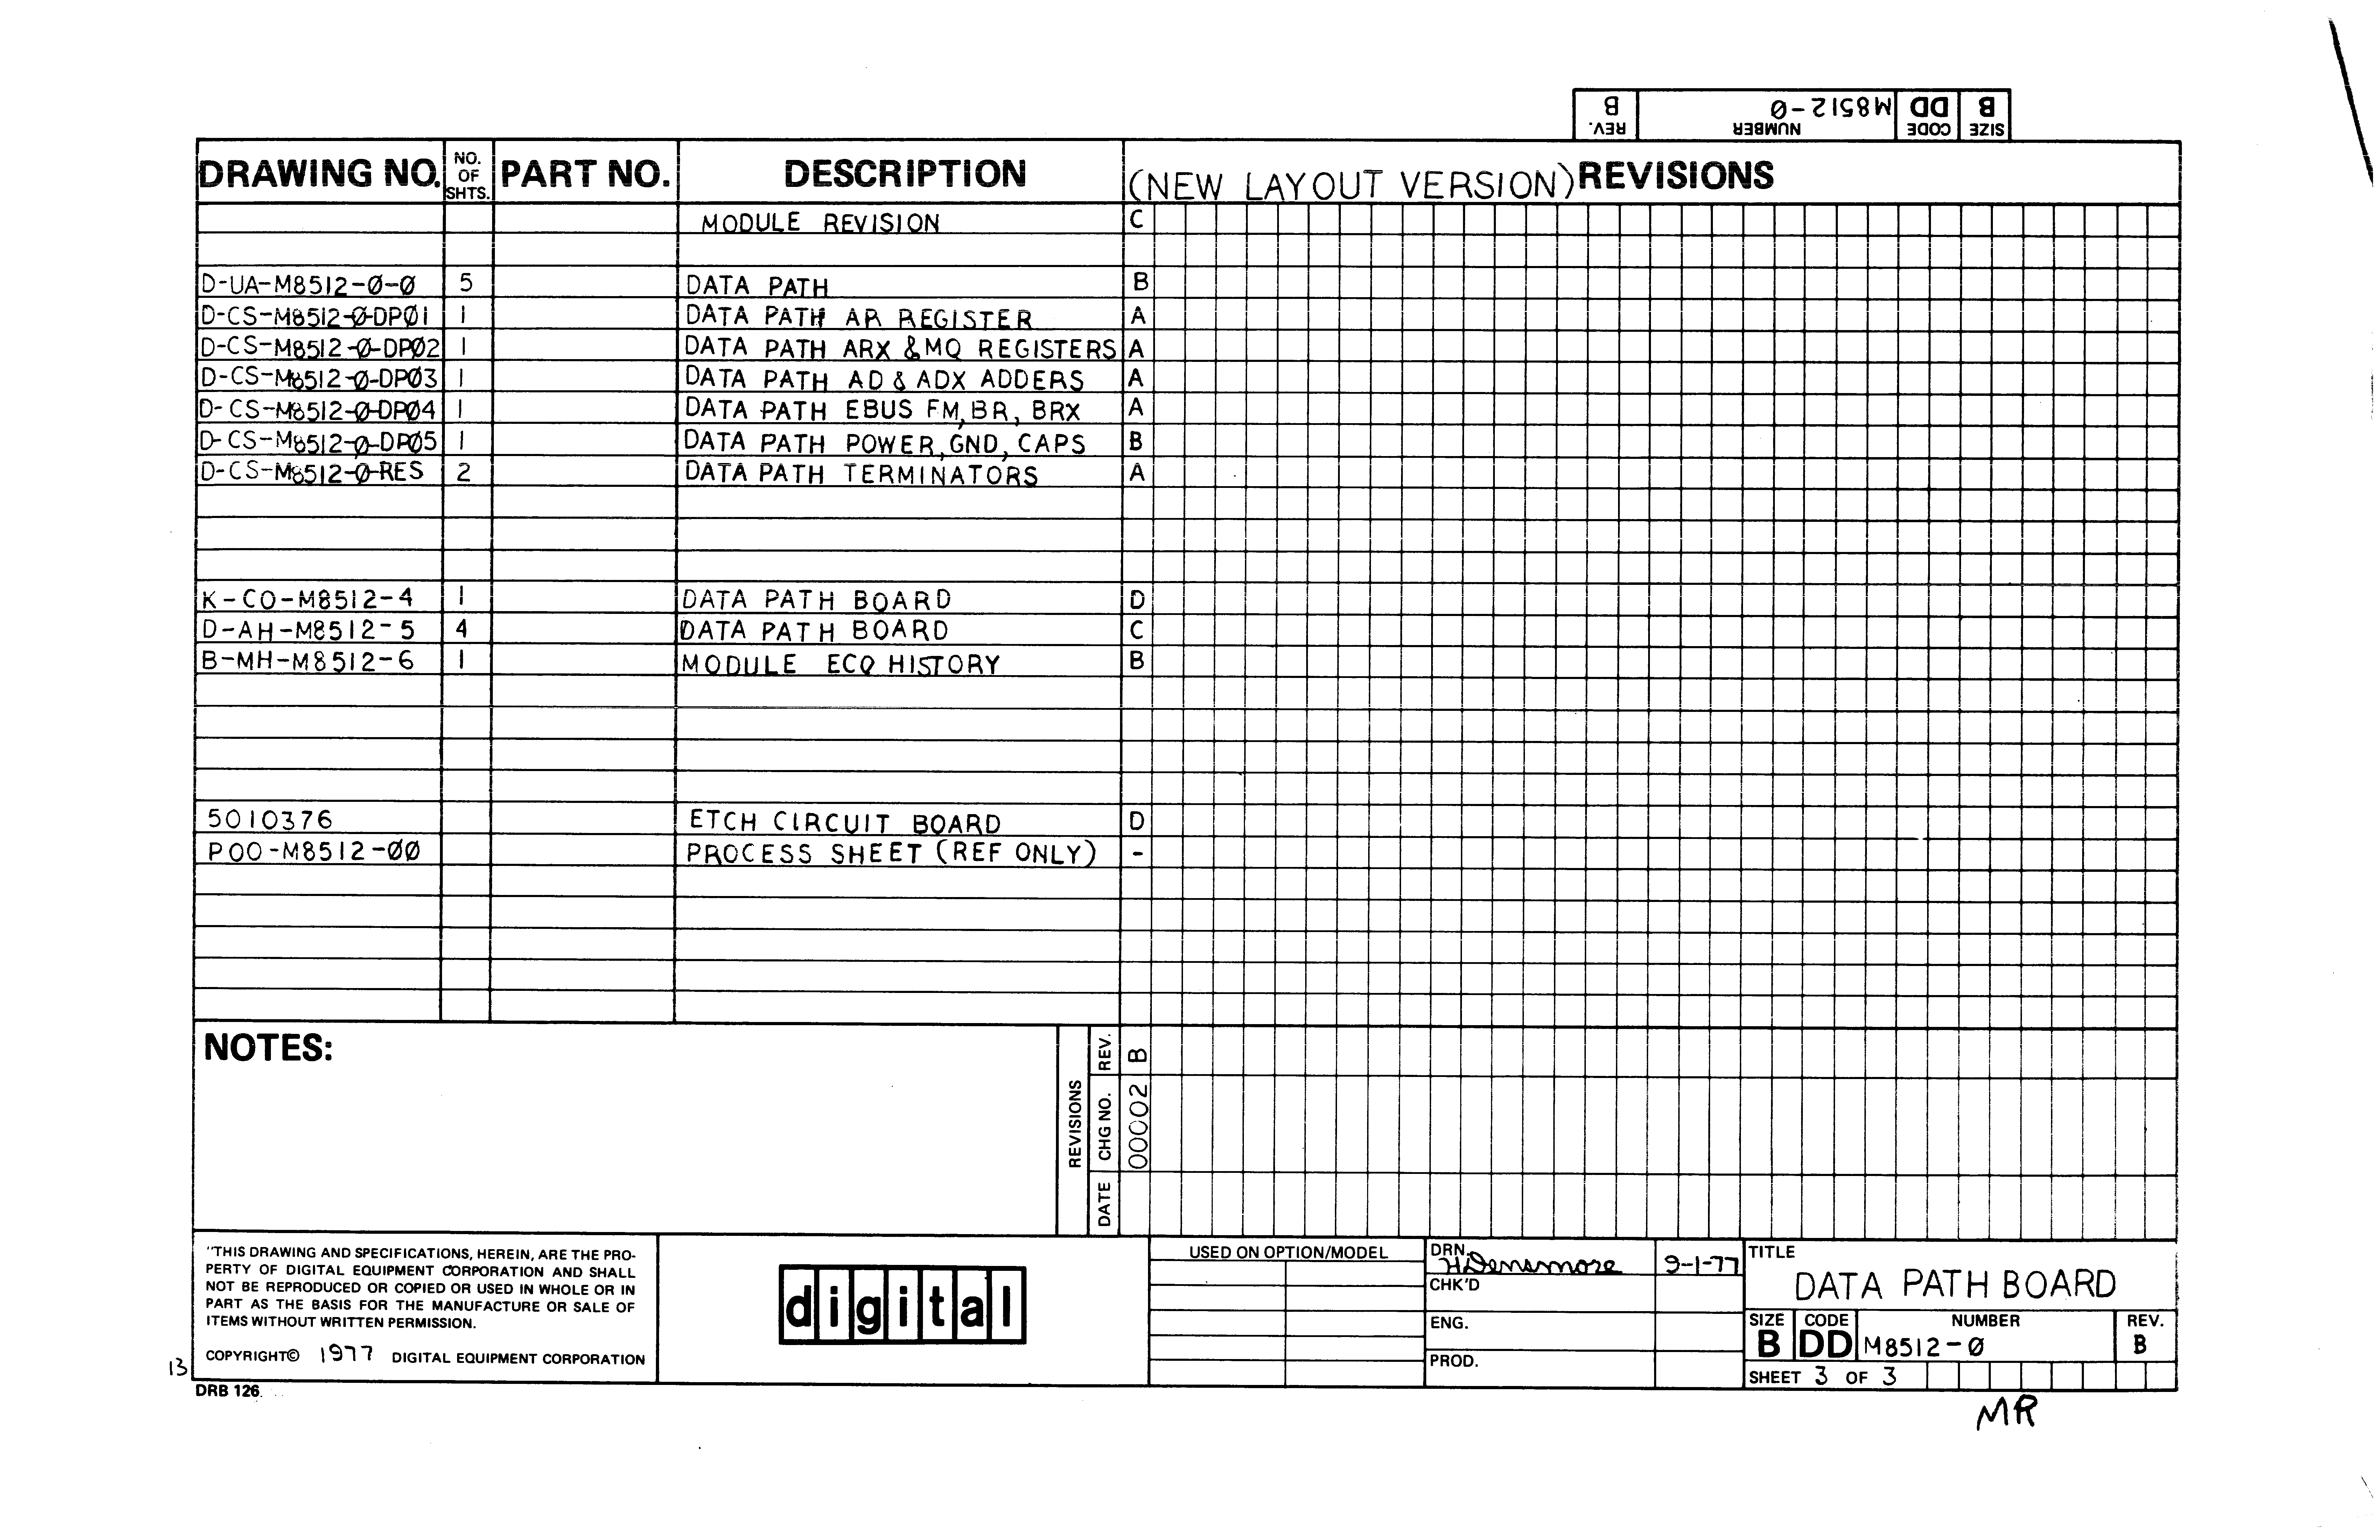 SIZE CODE NUMBER REV.
B DD M8512-Ø B
DRAWING NO. NO. OF SHTS. PART NO. DESCRIPTION (NEW LAYOUT VERSION) REVISIONS
MODULE REVISION C
D-UA-M8512-Ø-Ø 5 DATA PATH B
D-CS-M8512-Ø-DPØ1 1 DATA PATH AR REGISTER A
D-CS-M8512-Ø-DPØ2 1 DATA PATH ARX & MQ REGISTERS A
D-CS-M8512-Ø-DPØ3 1 DATA PATH AD & ADX ADDERS A
D-CS-M8512-Ø-DPØ4 1 DATA PATH EBUS FM, BR, BRX A
D-CS-M8512-Ø-DPØ5 1 DATA PATH POWER, GND, CAPS B
D-CS-M8512-Ø-RES 2 DATA PATH TERMINATORS A
K-CO-M8512-4 1 DATA PATH BOARD D
D-AH-M8512-5 4 DATA PATH BOARD C
B-MH-M8512-6 1 MODULE ECO HISTORY B
5010376 ETCH CIRCUIT BOARD D
P00-M8512-ØØ PROCESS SHEET (REF ONLY) -
NOTES:
REVISIONS
DATE CHG NO. REV.
00002 B
"THIS DRAWING AND SPECIFICATIONS, HEREIN, ARE THE PRO-
PERTY OF DIGITAL EQUIPMENT CORPORATION AND SHALL
NOT BE REPRODUCED OR COPIED OR USED IN WHOLE OR IN
PART AS THE BASIS FOR THE MANUFACTURE OR SALE OF
ITEMS WITHOUT WRITTEN PERMISSION.
COPYRIGHT© 1977 DIGITAL EQUIPMENT CORPORATION
13
DRB 126
digital
USED ON OPTION/MODEL
DRN. H Densmore 9-1-77
CHK'D
ENG.
PROD.
TITLE
DATA PATH BOARD
SIZE CODE NUMBER REV.
B DD M8512-Ø B
SHEET 3 OF 3
MR